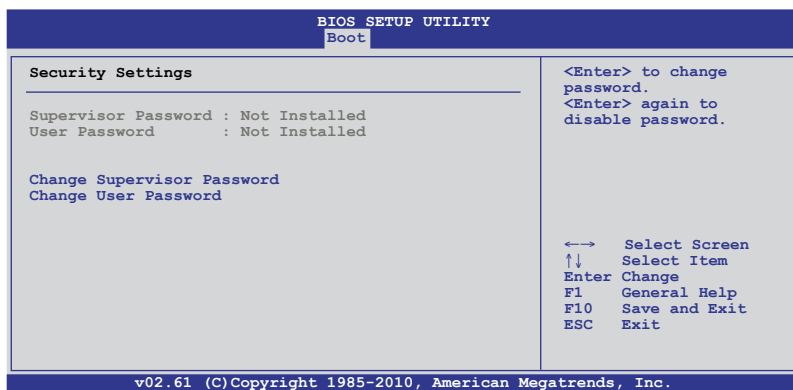 BIOS SETUP UTILITY
Boot
Security Settings
Supervisor Password : Not Installed
User Password : Not Installed
Change Supervisor Password
Change User Password
<Enter> to change
password.
<Enter> again to
disable password.
←→ Select Screen
↑↓ Select Item
Enter Change
F1 General Help
F10 Save and Exit
ESC Exit
v02.61 (C)Copyright 1985-2010, American Megatrends, Inc.